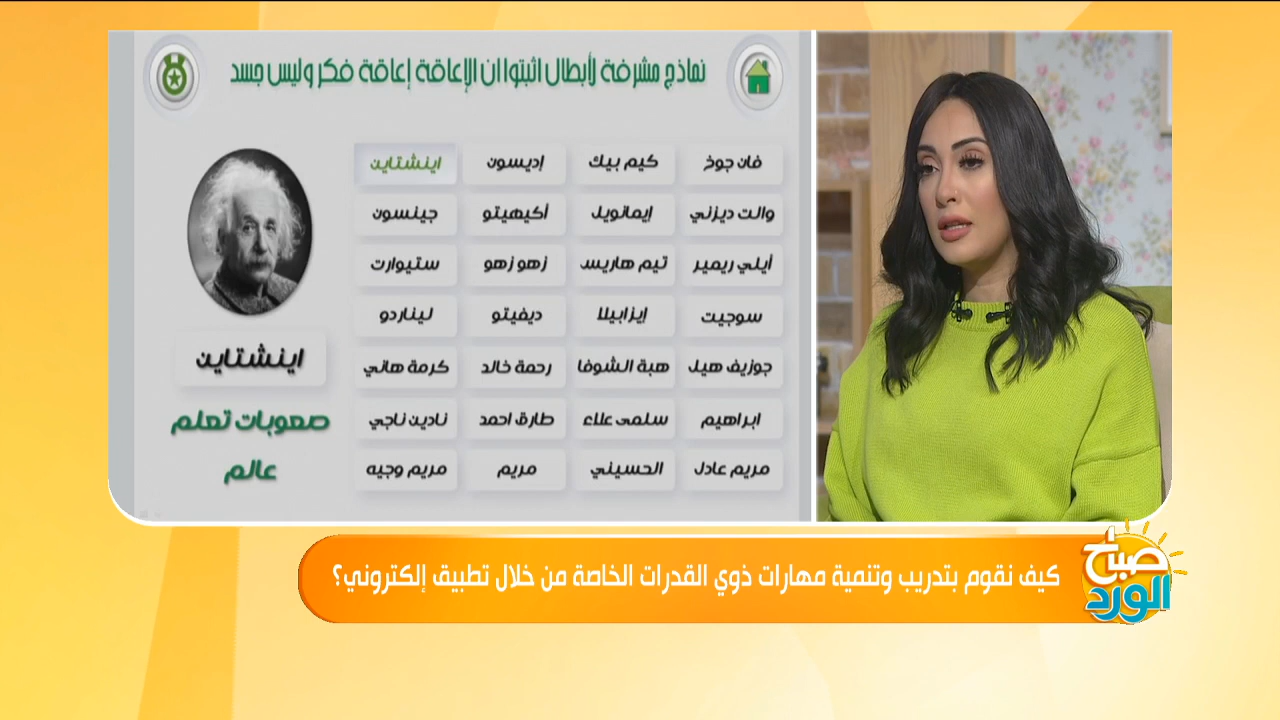 نماذج مشرفة لأبطال اثبتوا ان الإعاقة إعاقة فكر وليس جسد
فان جوخ
كيم بيك
إديسون
اينشتاين
والت ديزني
إيمانويل
أكيهيتو
جينسون
أيلي ريمير
تيم هاريس
زهو زهو
ستيوارت
سوجيت
إيزابيلا
ديفيتو
ليناردو
جوزيف هيل
هبة الشوفا
رحمة خالد
كرمة هاني
ابراهيم
سلمى علاء
طارق احمد
نادين ناجي
مريم عادل
الحسيني
مريم
مريم وجيه
اينشتاين
صعوبات تعلم
عالم
صباح
الورد
كيف نقوم بتدريب وتنمية مهارات ذوي القدرات الخاصة من خلال تطبيق إلكتروني؟